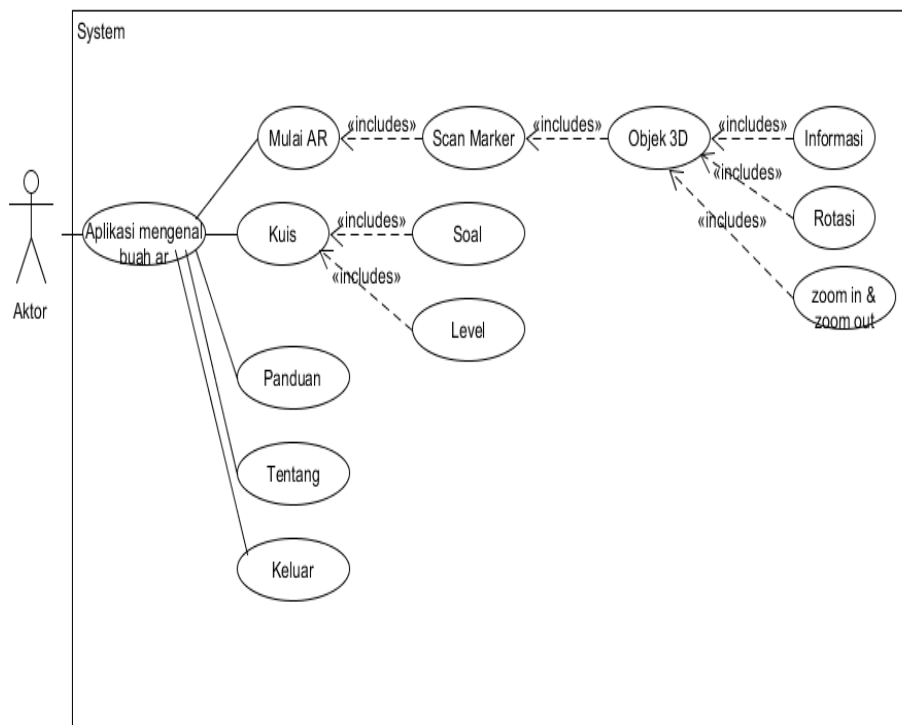 System
Mulai AR
«includes»
Scan Marker
«includes»
Objek 3D
«includes»
Informasi
«includes»
Rotasi
«includes»
zoom in &
zoom out
Aktor
Aplikasi mengenal
buah ar
Kuis
«includes»
Soal
«includes»
Level
Panduan
Tentang
Keluar